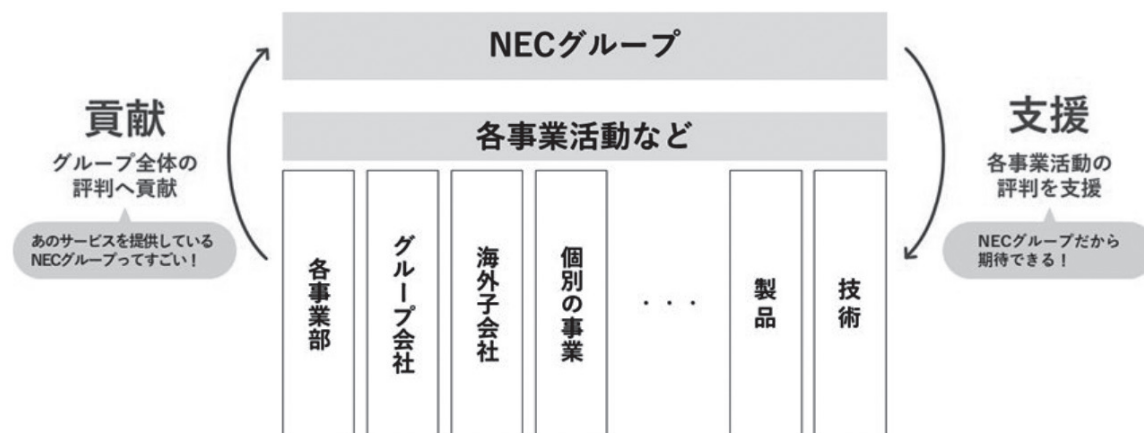 NECグループ
各事業活動など
貢献
グループ全体の
評判へ貢献
あのサービスを提供している
NECグループってすごい！
支援
各事業活動の
評判を支援
NECグループだから
期待できる！
各事業部
グループ会社
海外子会社
個別の事業
・・・
製品
技術